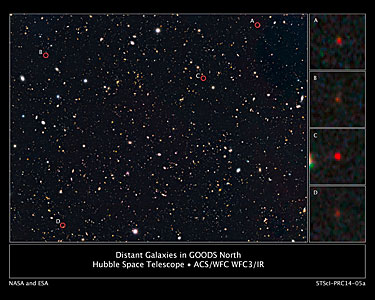 A
B
C
D
A
B
C
D
Distant Galaxies in GOODS North
Hubble Space Telescope • ACS/WFC WFC3/IR
NASA and ESA
STScI-PRC14-05a